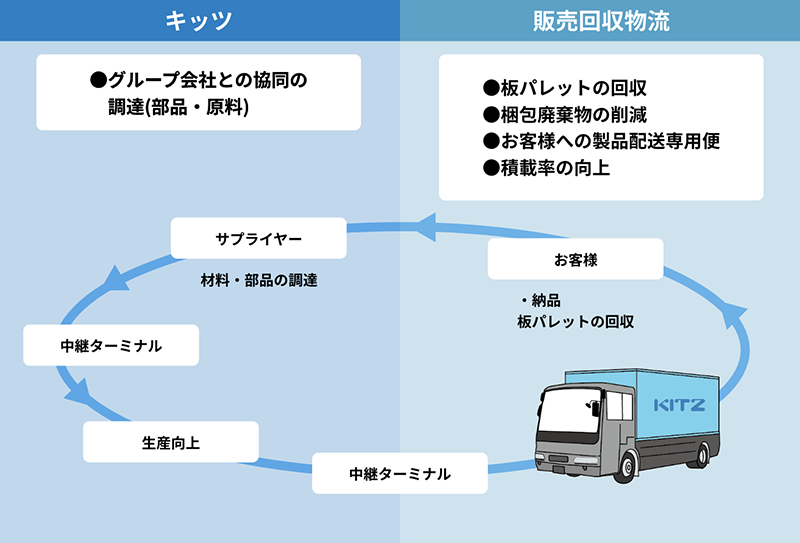 キッツ
販売回収物流
●グループ会社との協同の
調達(部品・原料)
●板パレットの回収
●梱包廃棄物の削減
●お客様への製品配送専用便
●積載率の向上
サプライヤー
材料・部品の調達
お客様
・納品
板パレットの回収
中継ターミナル
KITZ
生産向上
中継ターミナル